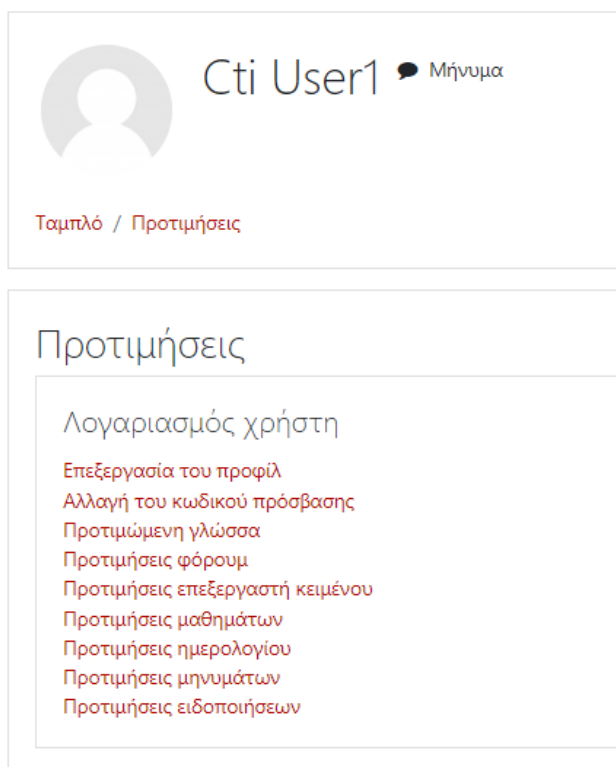 Cti User1 Μήνυμα
Ταμπλό / Προτιμήσεις
Προτιμήσεις
Λογαριασμός χρήστη
Επεξεργασία του προφίλ
Αλλαγή του κωδικού πρόσβασης
Προτιμώμενη γλώσσα
Προτιμήσεις φόρουμ
Προτιμήσεις επεξεργαστή κειμένου
Προτιμήσεις μαθημάτων
Προτιμήσεις ημερολογίου
Προτιμήσεις μηνυμάτων
Προτιμήσεις ειδοποιήσεων